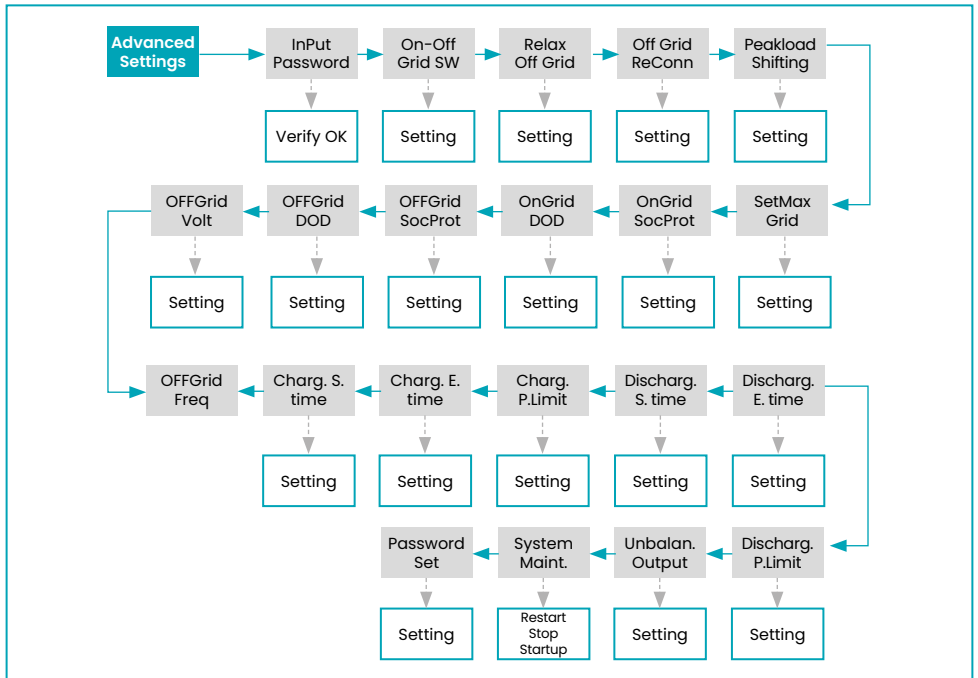 Advanced
Settings
InPut
Password
On-Off
Grid SW
Relax
Off Grid
Off Grid
ReConn
Peakload
Shifting
Verify OK
Setting
Setting
Setting
Setting
OFFGrid
Volt
OFFGrid
DOD
OFFGrid
SocProt
OnGrid
DOD
OnGrid
SocProt
SetMax
Grid
Setting
Setting
Setting
Setting
Setting
Setting
OFFGrid
Freq
Charg. S.
time
Charg. E.
time
Charg.
P.Limit
Discharg.
S. time
Discharg.
E. time
Setting
Setting
Setting
Setting
Setting
Password
Set
System
Maint.
Unbalan.
Output
Discharg.
P.Limit
Setting
Restart
Stop
Startup
Setting
Setting